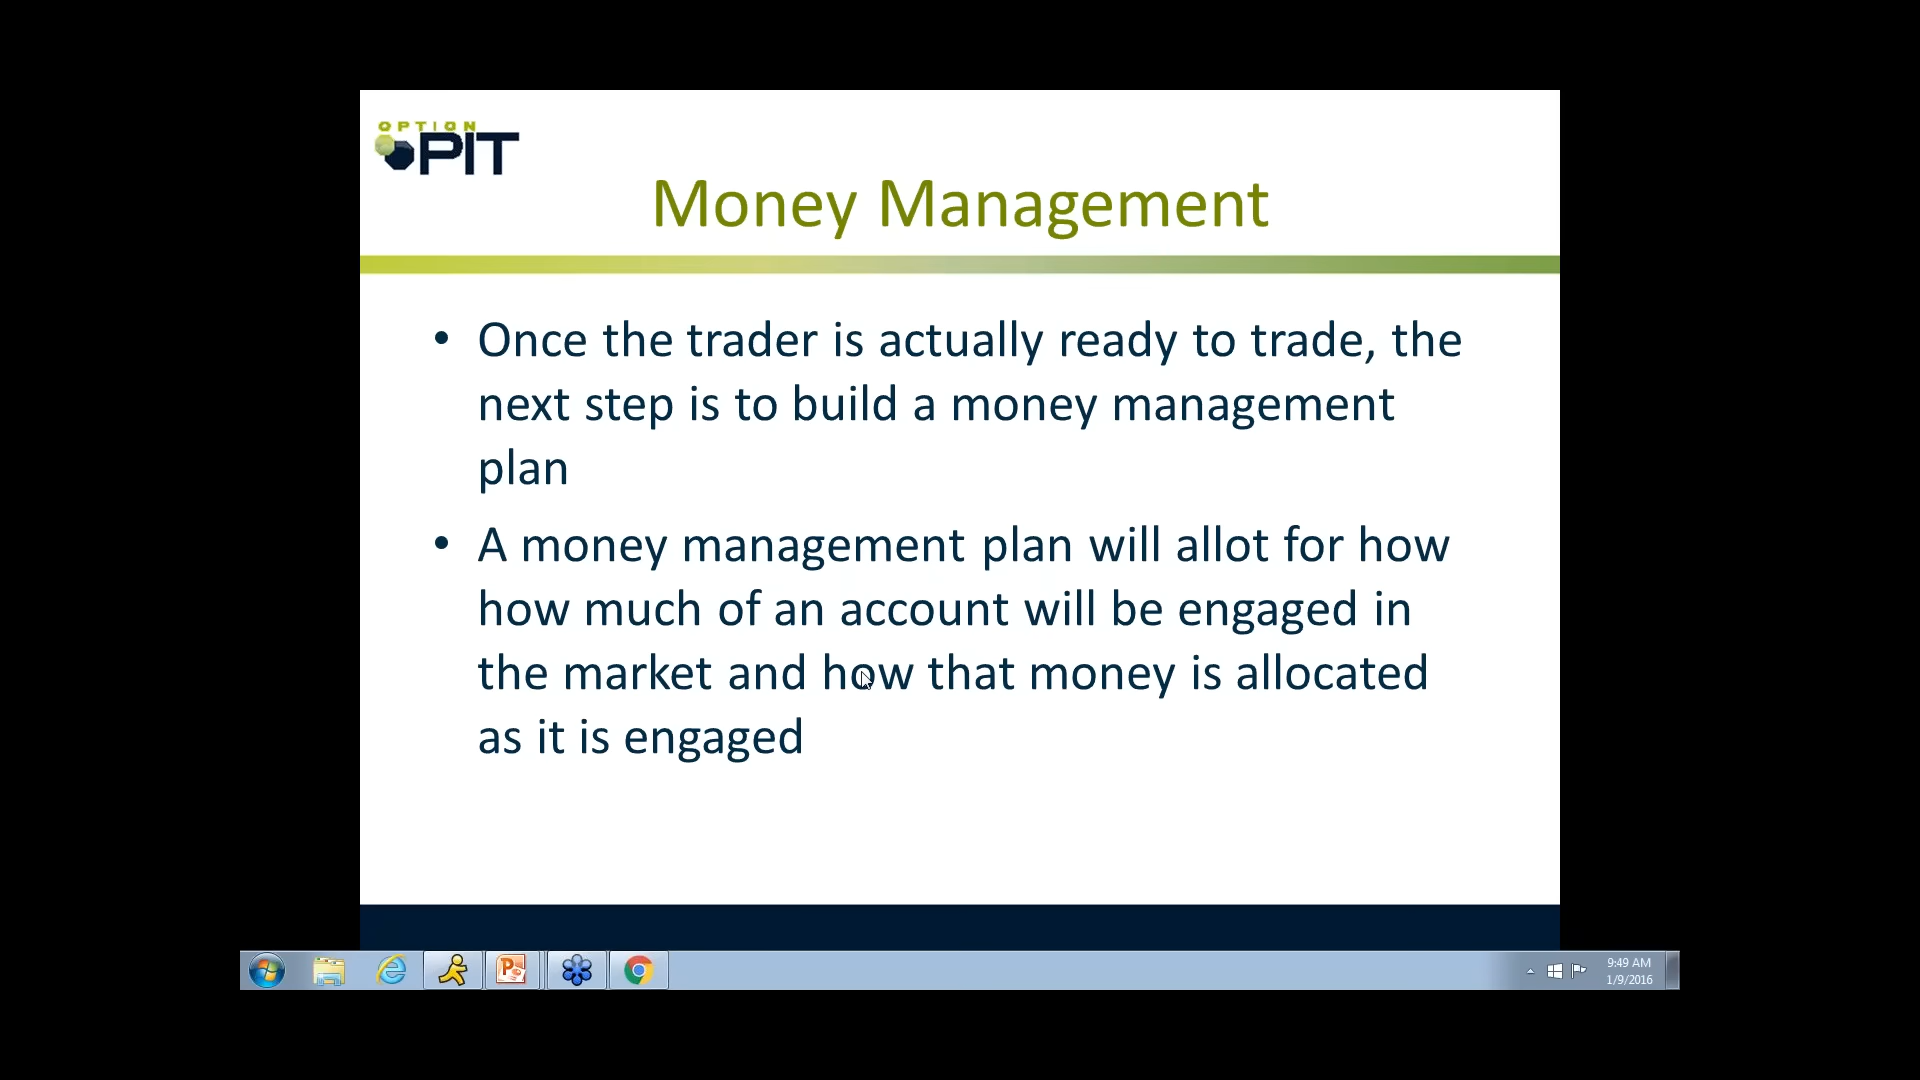 OPTION
PIT
Money Management
• Once the trader is actually ready to trade, the
next step is to build a money management
plan
• A money management plan will allot for how
how much of an account will be engaged in
the market and how that money is allocated
as it is engaged
9:49 AM
1/9/2016